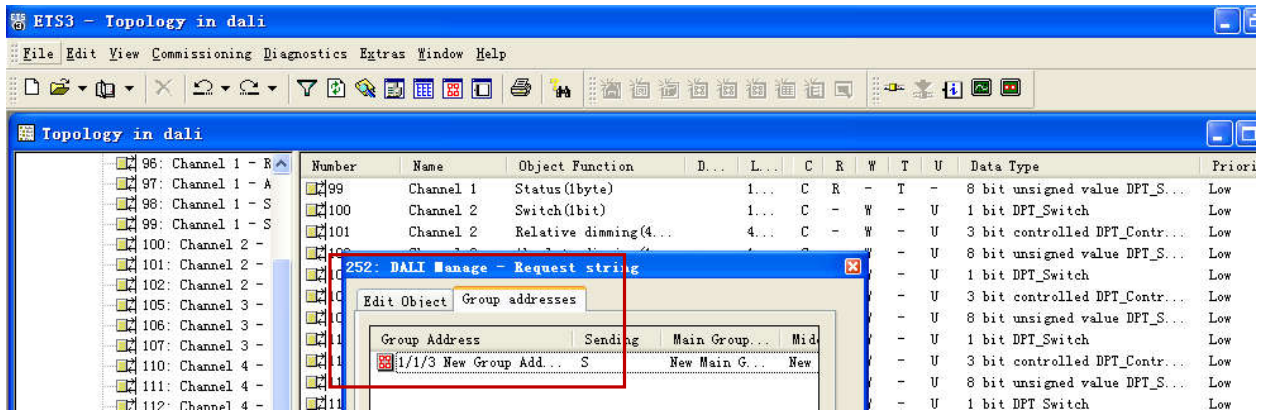 ETS3 - Topology in dali
File Edit View Commissioning Diagnostics Extras Window Help
Topology in dali
96: Channel 1 - R
97: Channel 1 - A
98: Channel 1 - S
99: Channel 1 - S
100: Channel 2 -
101: Channel 2 -
102: Channel 2 -
105: Channel 3 -
106: Channel 3 -
107: Channel 3 -
110: Channel 4 -
111: Channel 4 -
112: Channel 4 -
Number Name Object Function D... L... C R W T U Data Type Priori
99 Channel 1 Status(1byte) 1... C R - T - 8 bit unsigned value DPT_S... Low
100 Channel 2 Switch(1bit) 1... C - W - U 1 bit DPT_Switch Low
101 Channel 2 Relative dimming(4... 4... C - W - U 3 bit controlled DPT_Contr... Low
- U 8 bit unsigned value DPT_S... Low
- U 1 bit DPT_Switch Low
- U 3 bit controlled DPT_Contr... Low
- U 8 bit unsigned value DPT_S... Low
- U 1 bit DPT_Switch Low
- U 3 bit controlled DPT_Contr... Low
- U 8 bit unsigned value DPT_S... Low
- U 1 bit DPT_Switch Low
252: DALI Manage - Request string
Edit Object Group addresses
Group Address Sending Main Group... Mid
1/1/3 New Group Add... S New Main G... New